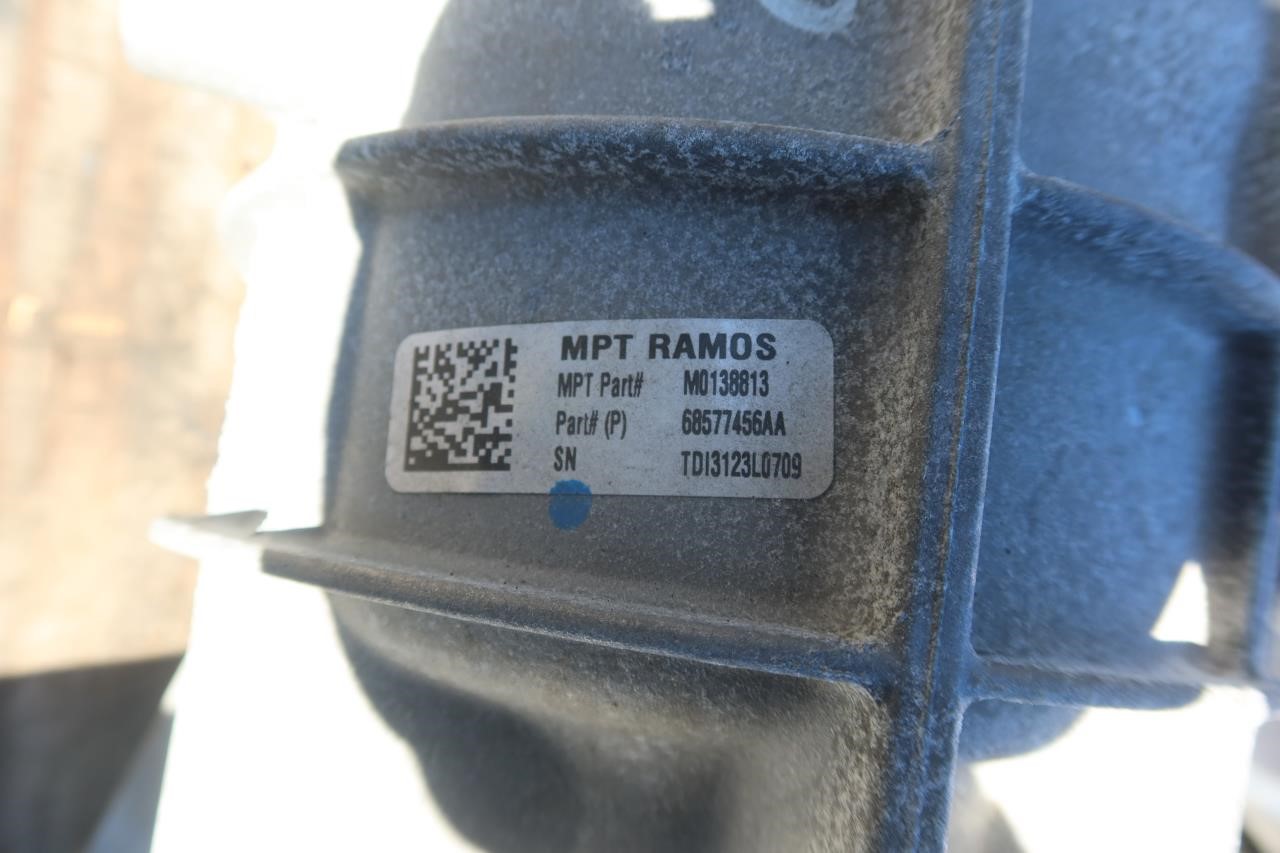 MPT RAMOS
MPT Part# M0138813
Part# (P) 68577456AA
SN TDI3123L0709